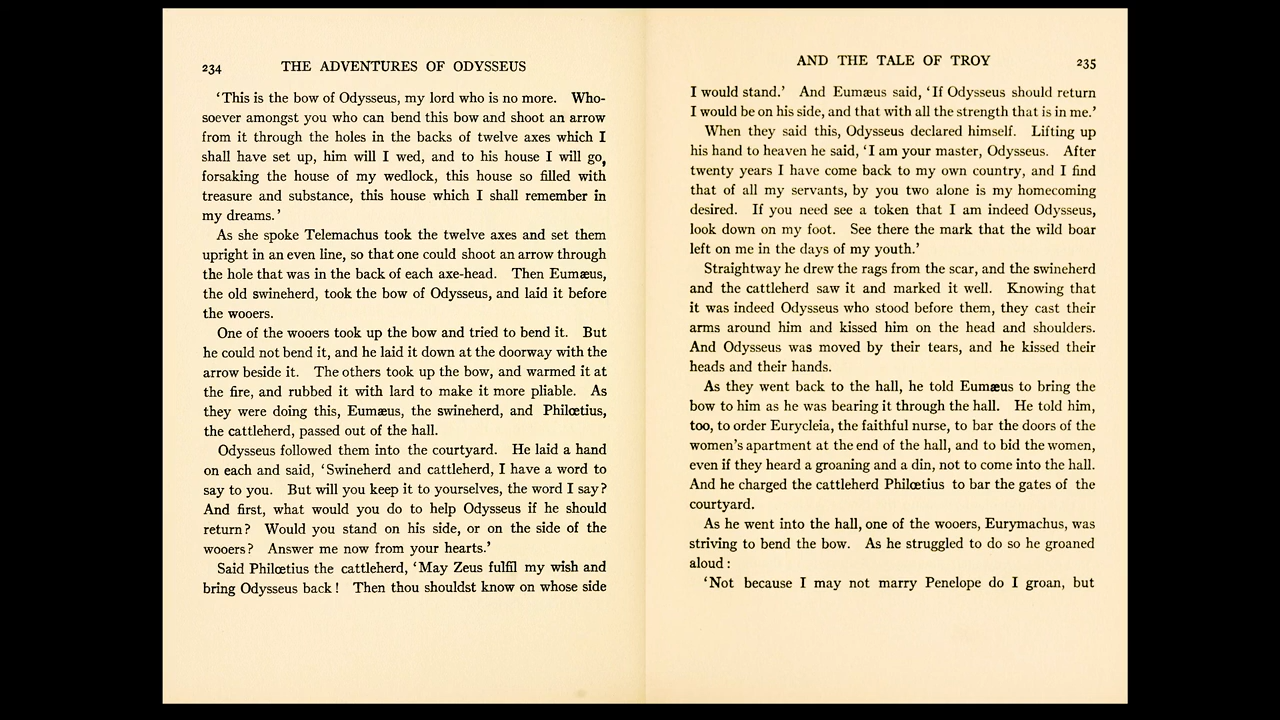 234 THE ADVENTURES OF ODYSSEUS
‘This is the bow of Odysseus, my lord who is no more. Who-
soever amongst you who can bend this bow and shoot an arrow
from it through the holes in the backs of twelve axes which I
shall have set up, him will I wed, and to his house I will go,
forsaking the house of my wedlock, this house so filled with
treasure and substance, this house which I shall remember in
my dreams.’
As she spoke Telemachus took the twelve axes and set them
upright in an even line, so that one could shoot an arrow through
the hole that was in the back of each axe-head. Then Eumæus,
the old swineherd, took the bow of Odysseus, and laid it before
the wooers.
One of the wooers took up the bow and tried to bend it. But
he could not bend it, and he laid it down at the doorway with the
arrow beside it. The others took up the bow, and warmed it at
the fire, and rubbed it with lard to make it more pliable. As
they were doing this, Eumæus, the swineherd, and Philœtius,
the cattleherd, passed out of the hall.
Odysseus followed them into the courtyard. He laid a hand
on each and said, ‘Swineherd and cattleherd, I have a word to
say to you. But will you keep it to yourselves, the word I say?
And first, what would you do to help Odysseus if he should
return? Would you stand on his side, or on the side of the
wooers? Answer me now from your hearts.’
Said Philœtius the cattleherd, ‘May Zeus fulfil my wish and
bring Odysseus back! Then thou shouldst know on whose side
AND THE TALE OF TROY 235
I would stand.’ And Eumæus said, ‘If Odysseus should return
I would be on his side, and that with all the strength that is in me.’
When they said this, Odysseus declared himself. Lifting up
his hand to heaven he said, ‘I am your master, Odysseus. After
twenty years I have come back to my own country, and I find
that of all my servants, by you two alone is my homecoming
desired. If you need see a token that I am indeed Odysseus,
look down on my foot. See there the mark that the wild boar
left on me in the days of my youth.’
Straightway he drew the rags from the scar, and the swineherd
and the cattleherd saw it and marked it well. Knowing that
it was indeed Odysseus who stood before them, they cast their
arms around him and kissed him on the head and shoulders.
And Odysseus was moved by their tears, and he kissed their
heads and their hands.
As they went back to the hall, he told Eumæus to bring the
bow to him as he was bearing it through the hall. He told him,
too, to order Eurycleia, the faithful nurse, to bar the doors of the
women’s apartment at the end of the hall, and to bid the women,
even if they heard a groaning and a din, not to come into the hall.
And he charged the cattleherd Philœtius to bar the gates of the
courtyard.
As he went into the hall, one of the wooers, Eurymachus, was
striving to bend the bow. As he struggled to do so he groaned
aloud:
‘Not because I may not marry Penelope do I groan, but